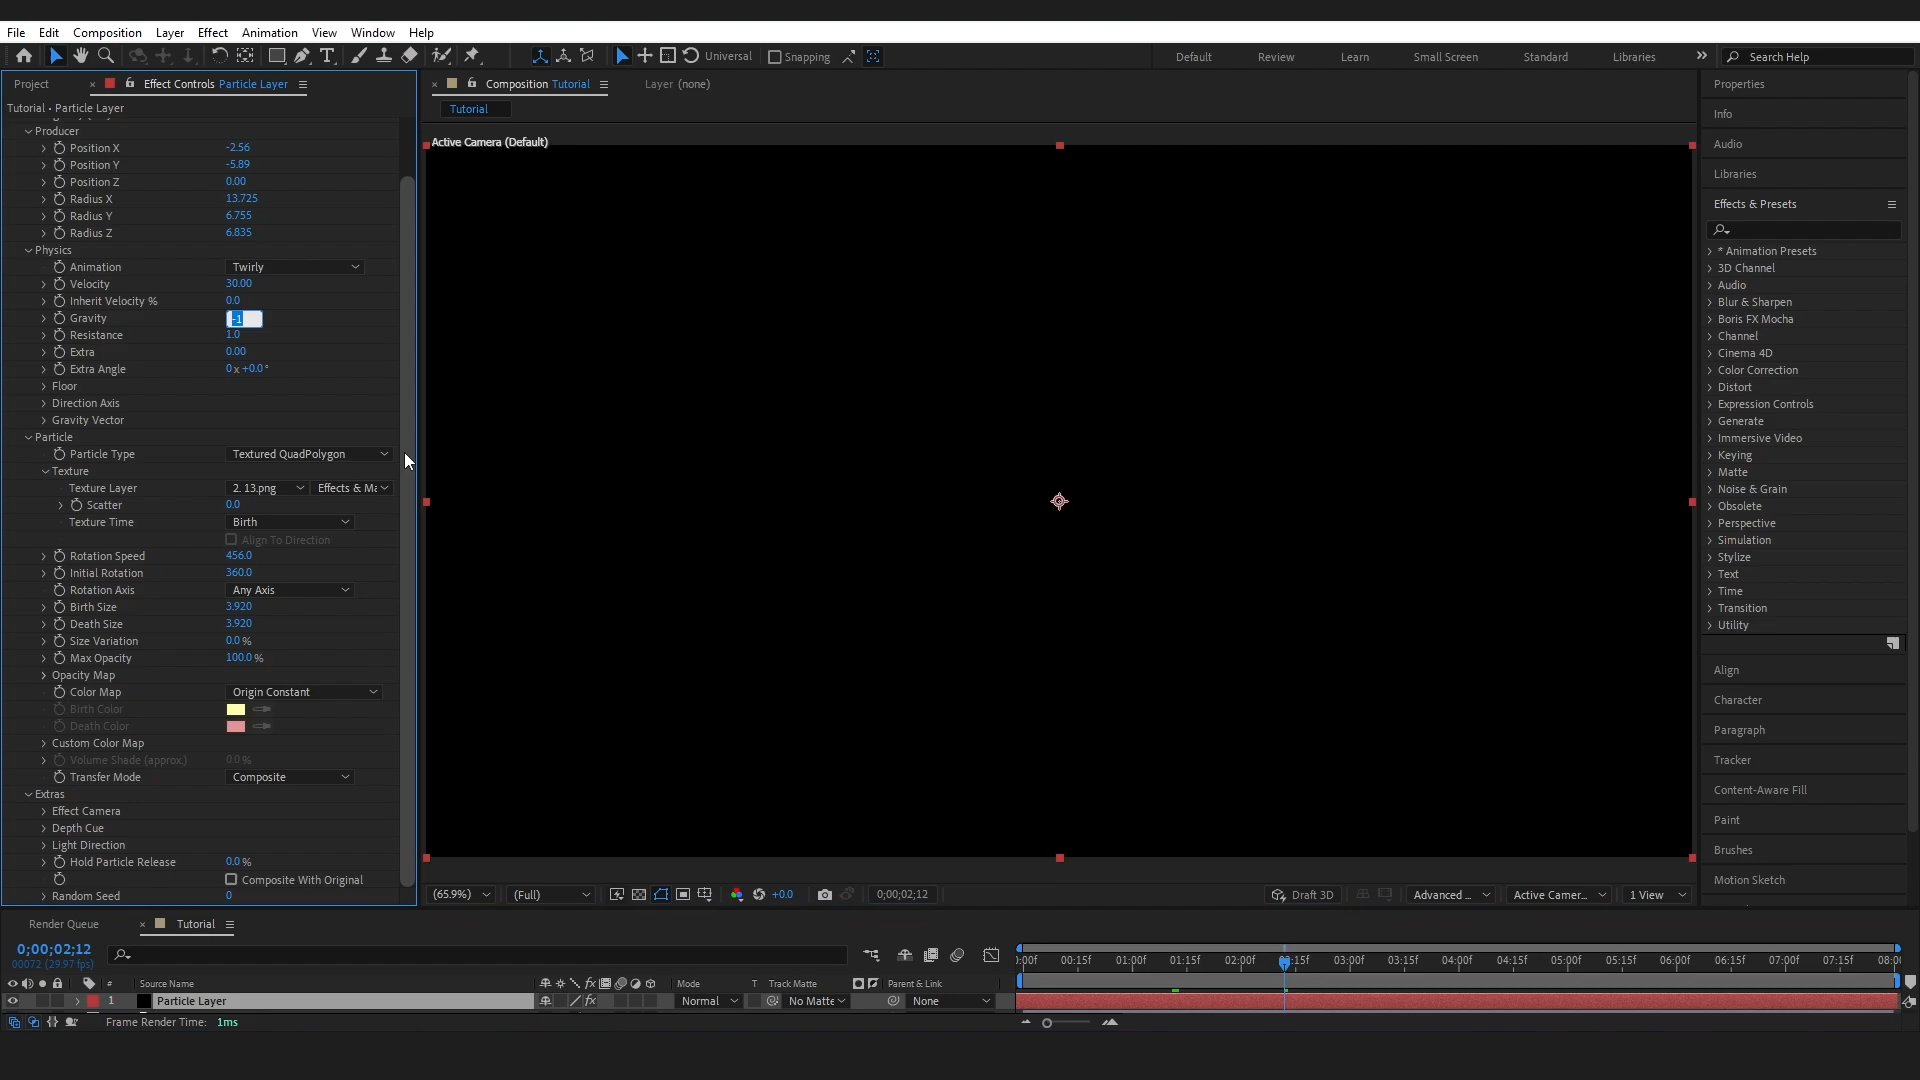 File Edit Composition Layer Effect Animation View Window Help
Universal Snapping Default Review Learn Small Screen Standard Libraries Search Help
Project Effect Controls Particle Layer
Composition Tutorial Layer (none)
Tutorial • Particle Layer
Tutorial
Active Camera (Default)
Producer
Position X -2.56
Position Y -5.89
Position Z 0.00
Radius X 13.725
Radius Y 6.755
Radius Z 6.835
Physics
Animation Twirly
Velocity 30.00
Inherit Velocity % 0.0
Gravity -1
Resistance 1.0
Extra 0.00
Extra Angle 0 x +0.0 °
Floor
Direction Axis
Gravity Vector
Particle
Particle Type Textured QuadPolygon
Texture
Texture Layer 2. 13.png Effects & Ma
Scatter 0.0
Texture Time Birth
Align To Direction
Rotation Speed 456.0
Initial Rotation 360.0
Rotation Axis Any Axis
Birth Size 3.920
Death Size 3.920
Size Variation 0.0 %
Max Opacity 100.0 %
Opacity Map
Color Map Origin Constant
Birth Color
Death Color
Custom Color Map
Volume Shade (approx.) 0.0 %
Transfer Mode Composite
Extras
Effect Camera
Depth Cue
Light Direction
Hold Particle Release 0.0 %
Composite With Original
Random Seed 0
(65.9%) (Full) +0.0 0;00;02;12 Draft 3D Advanced ... Active Camer... 1 View
Properties
Info
Audio
Libraries
Effects & Presets
* Animation Presets
3D Channel
Audio
Blur & Sharpen
Boris FX Mocha
Channel
Cinema 4D
Color Correction
Distort
Expression Controls
Generate
Immersive Video
Keying
Matte
Noise & Grain
Obsolete
Perspective
Simulation
Stylize
Text
Time
Transition
Utility
Align
Character
Paragraph
Tracker
Content-Aware Fill
Paint
Brushes
Motion Sketch
Render Queue Tutorial
0;00;02;12
00072 (29.97 fps)
):00f 00:15f 01:00f 01:15f 02:00f 02:15f 03:00f 03:15f 04:00f 04:15f 05:00f 05:15f 06:00f 06:15f 07:00f 07:15f 08:00
# Source Name Mode T Track Matte Parent & Link
1 Particle Layer Normal No Matte None
Frame Render Time: 1ms